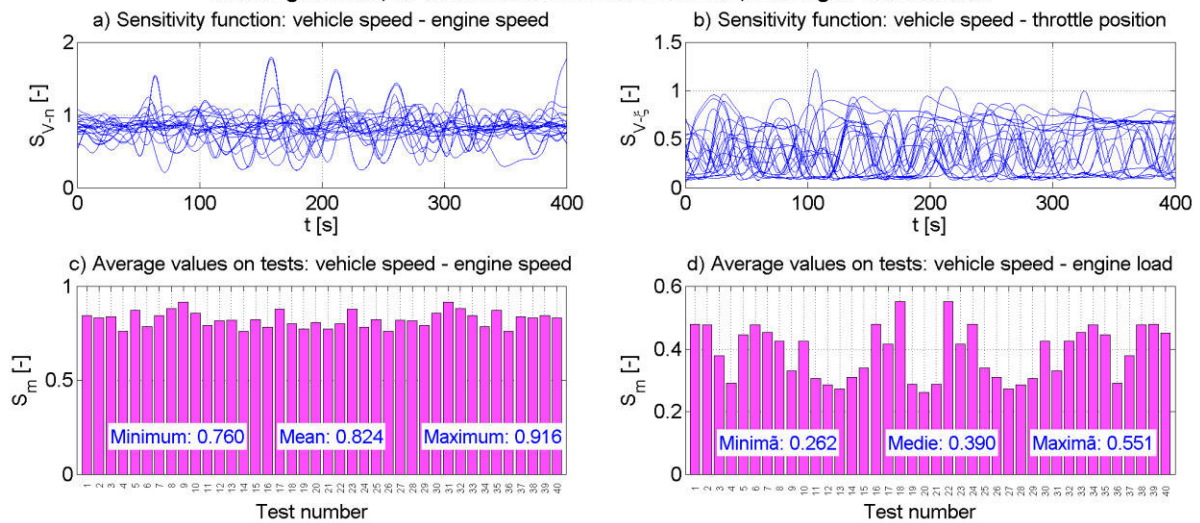 a) Sensitivity function: vehicle speed - engine speed
2
1
0
S_V-n [-]
0
100
200
300
400
t [s]
b) Sensitivity function: vehicle speed - throttle position
1.5
1
0.5
0
S_V-ξ [-]
0
100
200
300
400
t [s]
c) Average values on tests: vehicle speed - engine speed
1
0.5
0
S_m [-]
Minimum: 0.760
Mean: 0.824
Maximum: 0.916
1 2 3 4 5 6 7 8 9 10 11 12 13 14 15 16 17 18 19 20 21 22 23 24 25 26 27 28 29 30 31 32 33 34 35 36 37 38 39 40
Test number
d) Average values on tests: vehicle speed - engine load
0.6
0.4
0.2
0
S_m [-]
Minimă: 0.262
Medie: 0.390
Maximă: 0.551
1 2 3 4 5 6 7 8 9 10 11 12 13 14 15 16 17 18 19 20 21 22 23 24 25 26 27 28 29 30 31 32 33 34 35 36 37 38 39 40
Test number